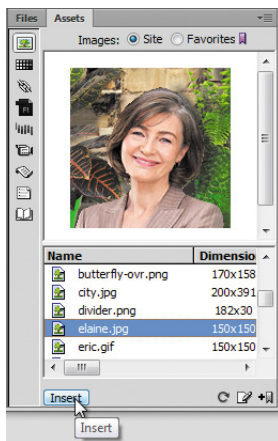 Files Assets
Images: Site Favorites
Name Dimensio
butterfly-ovr.png 170x158
city.jpg 200x391
divider.png 182x30
elaine.jpg 150x150
eric.gif 150x150
Insert
Insert